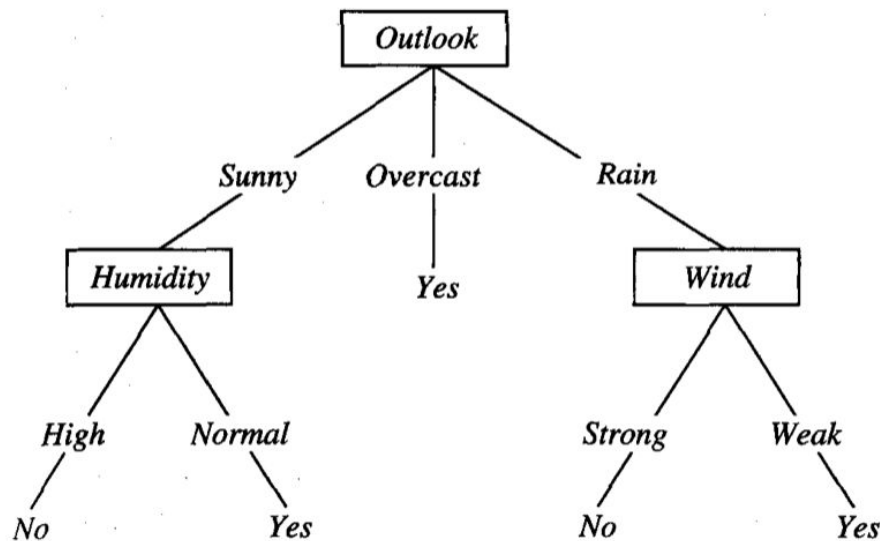 Outlook
Sunny Overcast Rain
Humidity Yes Wind
High Normal Strong Weak
No Yes No Yes